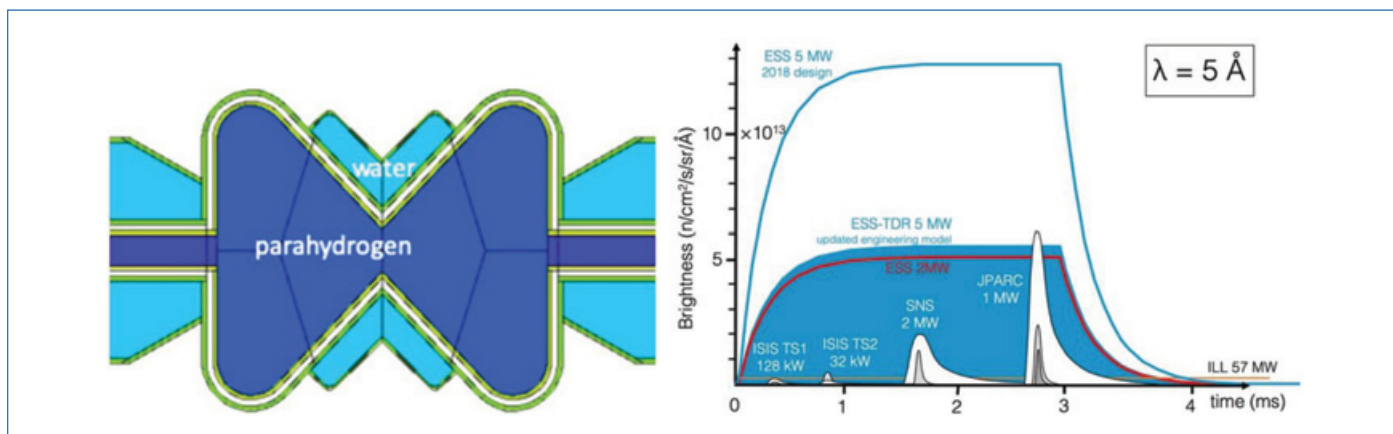 water
parahydrogen
ESS 5 MW
2018 design
λ = 5 Å
10
×10¹³
ESS-TDR 5 MW
updated engineering model
5
ESS 2MW
JPARC
1 MW
SNS
2 MW
ISIS TS1
128 kW
ISIS TS2
32 kW
ILL 57 MW
Brightness (n/cm²/s/sr/Å)
0
1
2
3
4
time (ms)